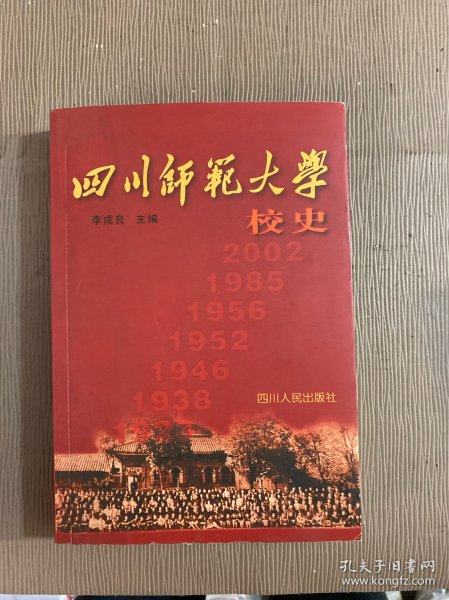 四川師範大學
李成良 主编
校史
2002
1985
1956
1952
1946
1938
四川人民出版社
孔夫子旧书网
www.kongfz.com